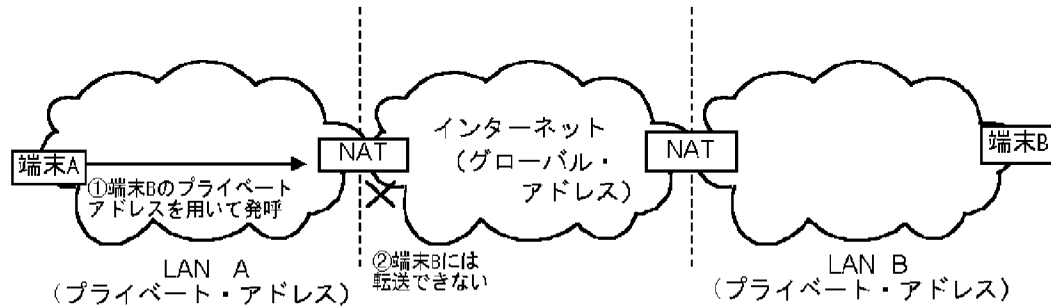 端末A
①端末Bのプライベート
アドレスを用いて発呼
NAT
インターネット
(グローバル・
アドレス)
NAT
端末B
②端末Bには
転送できない
LAN A
(プライベート・アドレス)
LAN B
(プライベート・アドレス)